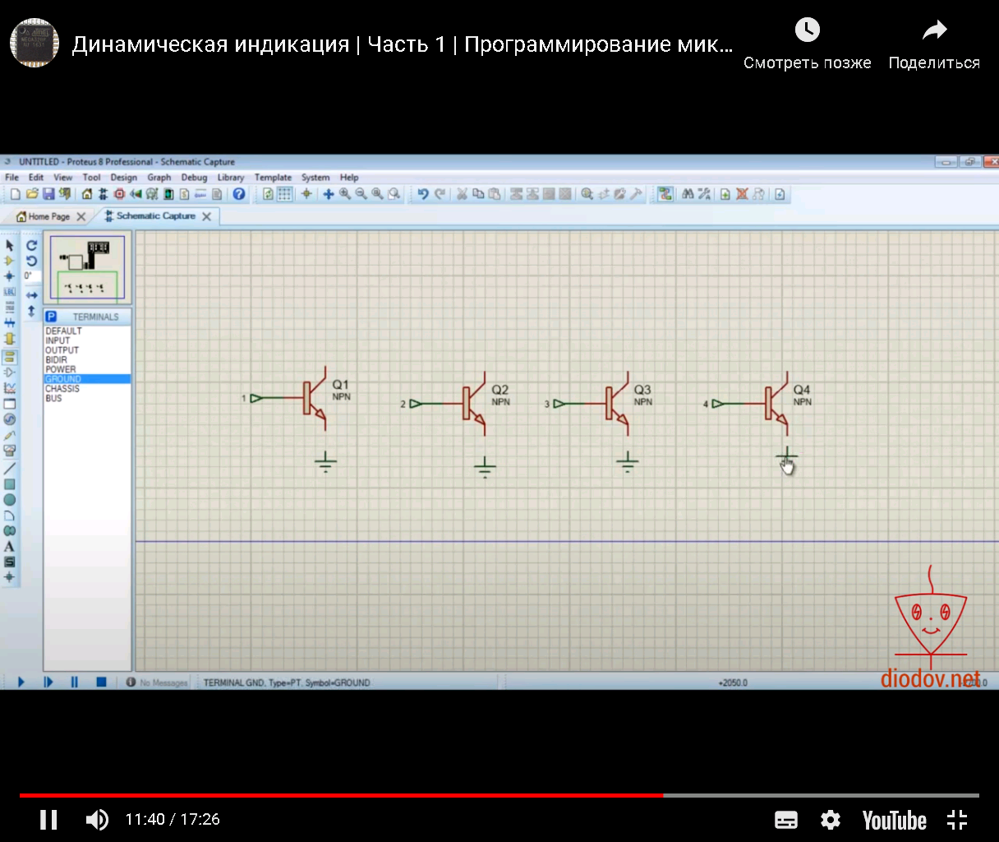 Динамическая индикация | Часть 1 | Программирование мик...
Смотреть позже
Поделиться
UNTITLED - Proteus 8 Professional - Schematic Capture
File Edit View Tool Design Graph Debug Library Template System Help
Home Page
Schematic Capture
0°
LBL
P TERMINALS
DEFAULT
INPUT
OUTPUT
BIDIR
POWER
GROUND
CHASSIS
BUS
A
S
1
Q1
NPN
2
Q2
NPN
3
Q3
NPN
4
Q4
NPN
diodov.net
No Messages
TERMINAL GND, Type=PT, Symbol=GROUND
+2050.0
11:40 / 17:26
YouTube